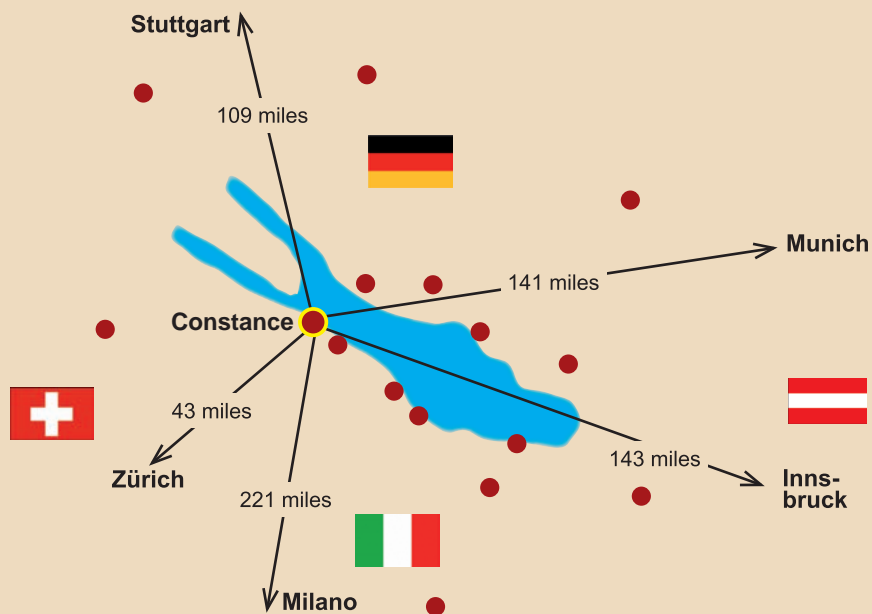 Stuttgart
109 miles
Munich
141 miles
Constance
43 miles
Zürich
143 miles
Inns-
bruck
221 miles
Milano